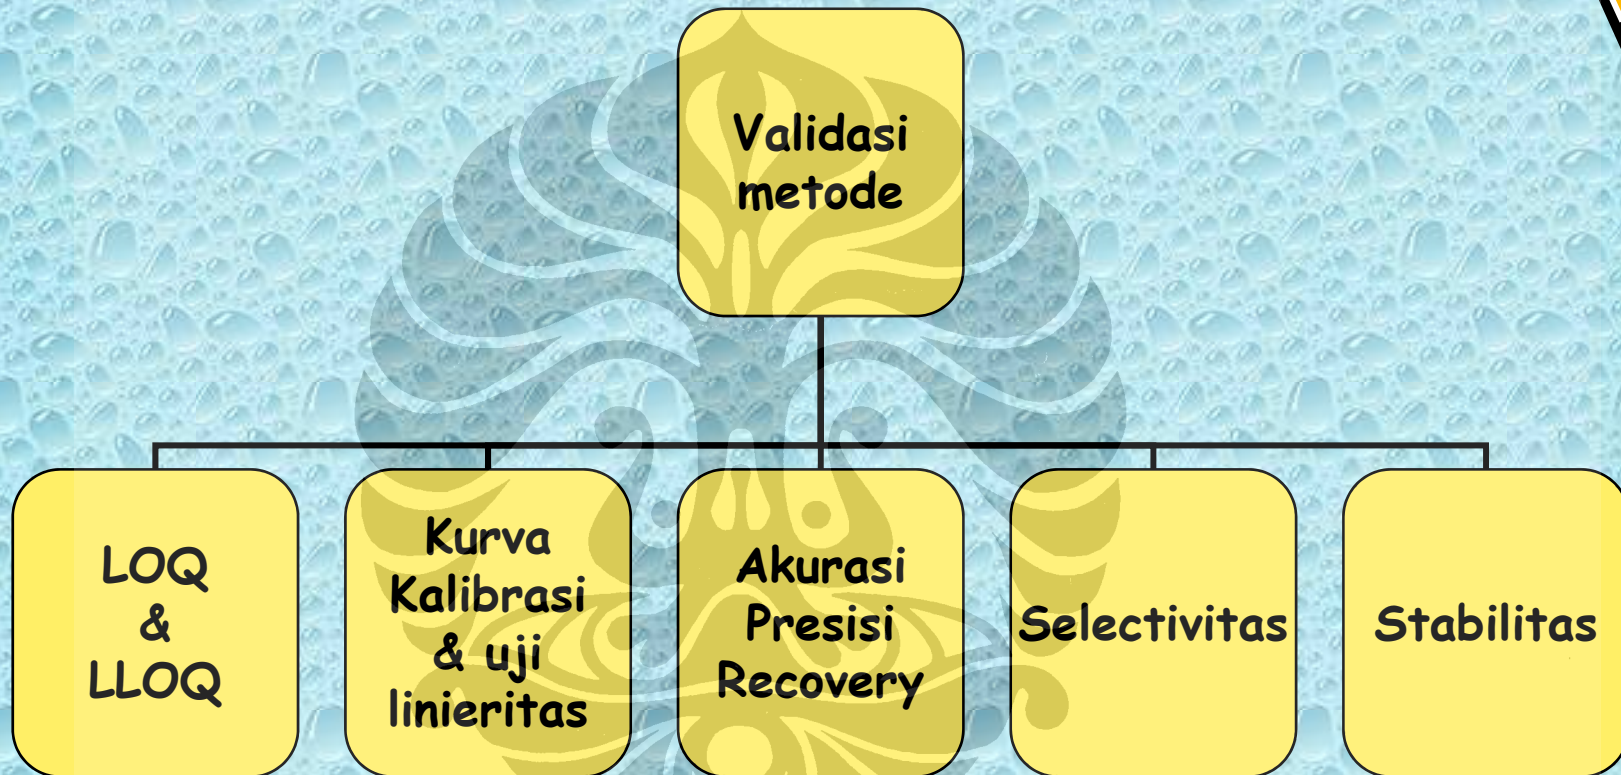 Validasi
metode
LOQ
&
LLOQ
Kurva
Kalibrasi
& uji
linieritas
Akurasi
Presisi
Recovery
Selectivitas
Stabilitas